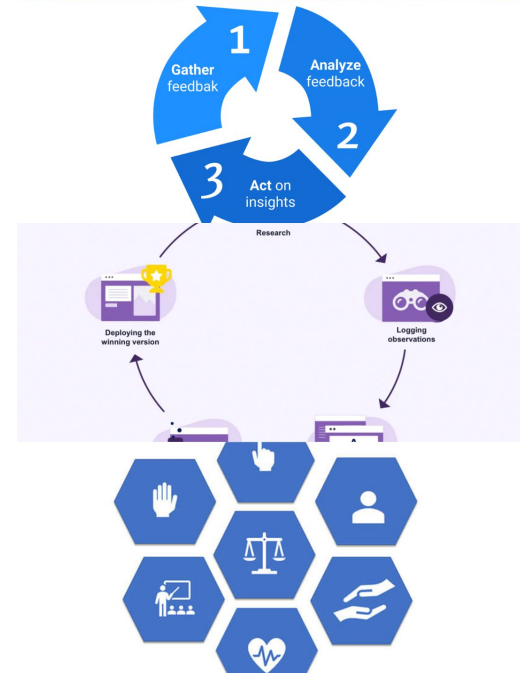 1
Gather
feedbak
Analyze
feedback
2
3
Act on
insights
Research
Deploying the
winning version
Logging
observations